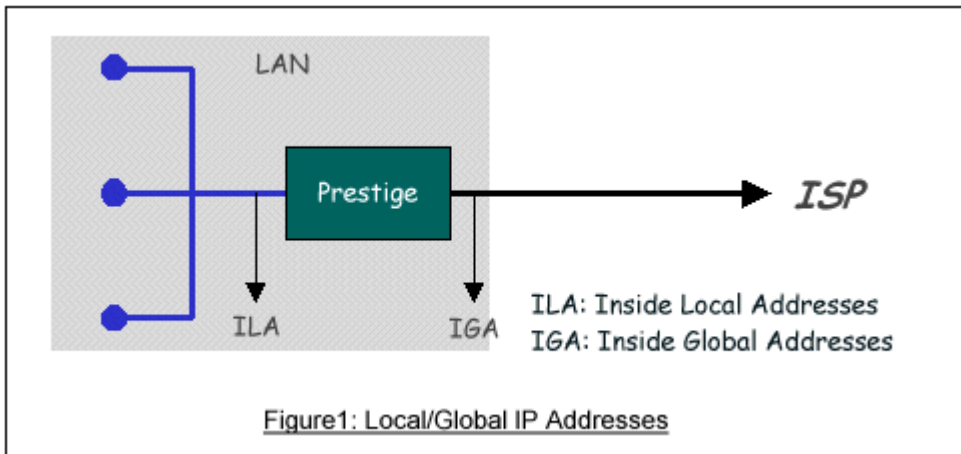 LAN
Prestige
ISP
ILA
IGA
ILA: Inside Local Addresses
IGA: Inside Global Addresses
Figure1: Local/Global IP Addresses